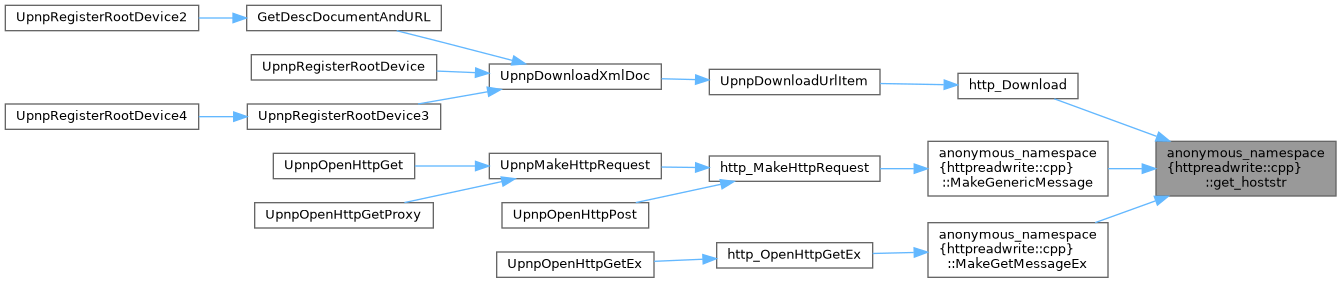 UpnpRegisterRootDevice2
GetDescDocumentAndURL
UpnpRegisterRootDevice
UpnpDownloadXmlDoc
UpnpDownloadUrlItem
http_Download
UpnpRegisterRootDevice4
UpnpRegisterRootDevice3
UpnpOpenHttpGet
UpnpMakeHttpRequest
http_MakeHttpRequest
anonymous_namespace
{httpreadwrite::cpp}
::MakeGenericMessage
anonymous_namespace
{httpreadwrite::cpp}
::get_hoststr
UpnpOpenHttpGetProxy
UpnpOpenHttpPost
UpnpOpenHttpGetEx
http_OpenHttpGetEx
anonymous_namespace
{httpreadwrite::cpp}
::MakeGetMessageEx